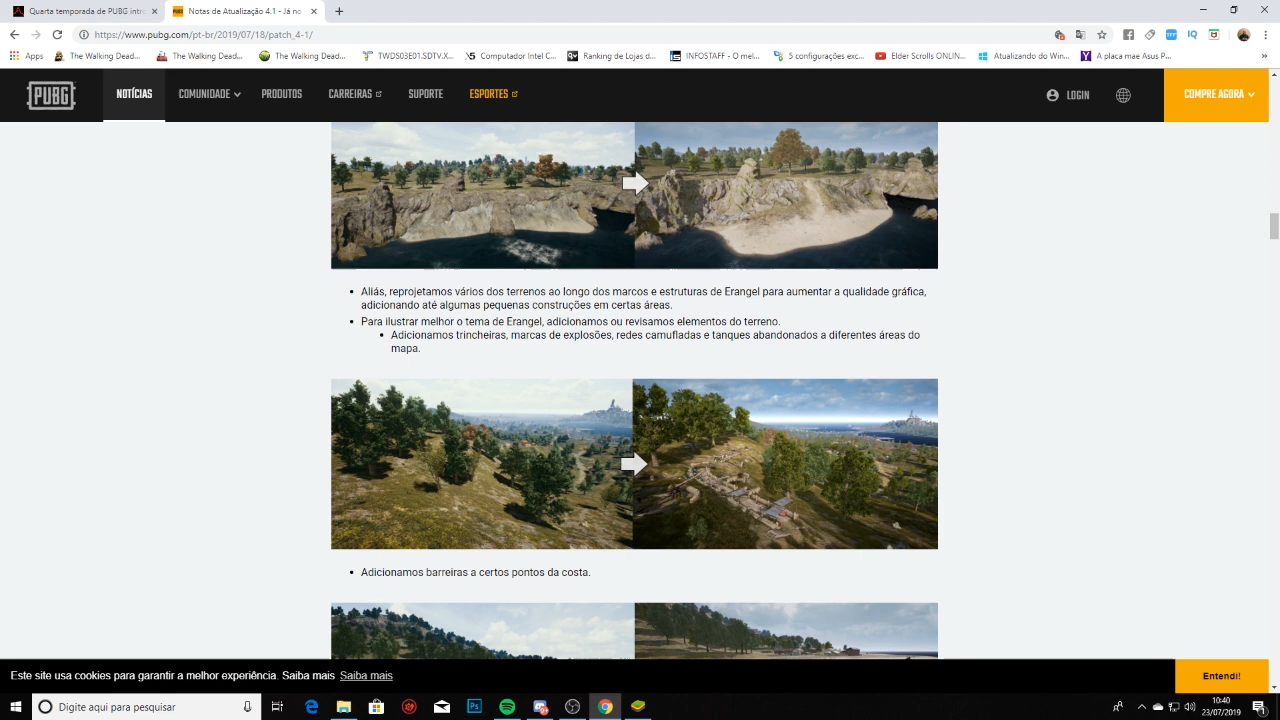 Quarta temporada de PUBG intro
Notas de Atualização 4.1 - Já no
https://www.pubg.com/pt-br/2019/07/18/patch_4-1/
Apps
The Walking Dead...
The Walking Dead...
The Walking Dead...
TWDS03E01.SDTV.X...
Computador Intel C...
Ranking de Lojas d...
INFOSTAFF - O mel...
5 configurações exc...
Elder Scrolls ONLIN...
Atualizando do Win...
A placa mae Asus P...
PUBG
NOTÍCIAS
COMUNIDADE
PRODUTOS
CARREIRAS
SUPORTE
ESPORTES
LOGIN
COMPRE AGORA
• Aliás, reprojetamos vários dos terrenos ao longo dos marcos e estruturas de Erangel para aumentar a qualidade gráfica,
adicionando até algumas pequenas construções em certas áreas.
• Para ilustrar melhor o tema de Erangel, adicionamos ou revisamos elementos do terreno.
• Adicionamos trincheiras, marcas de explosões, redes camufladas e tanques abandonados a diferentes áreas do
mapa.
• Adicionamos barreiras a certos pontos da costa.
Este site usa cookies para garantir a melhor experiência. Saiba mais Saiba mais
Entendi!
Digite aqui para pesquisar
10:40
23/07/2019